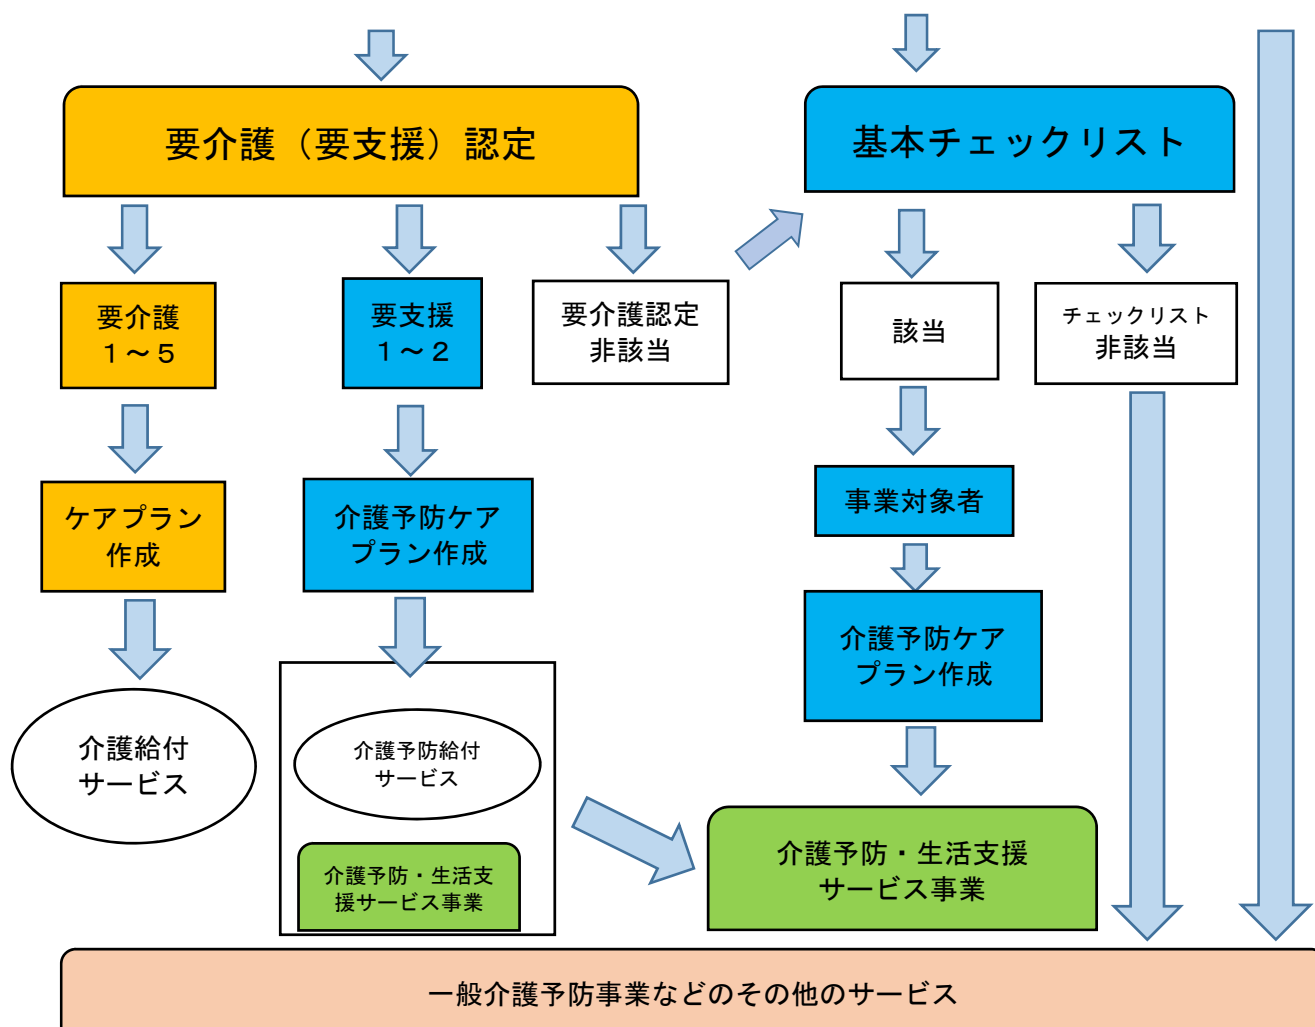 要介護（要支援）認定
基本チェックリスト
要介護
１～５
要支援
１～２
要介護認定
非該当
該当
チェックリスト
非該当
ケアプラン
作成
介護予防ケア
プラン作成
事業対象者
介護予防ケア
プラン作成
介護給付
サービス
介護予防給付
サービス
介護予防・生活支
援サービス事業
介護予防・生活支援
サービス事業
一般介護予防事業などのその他のサービス